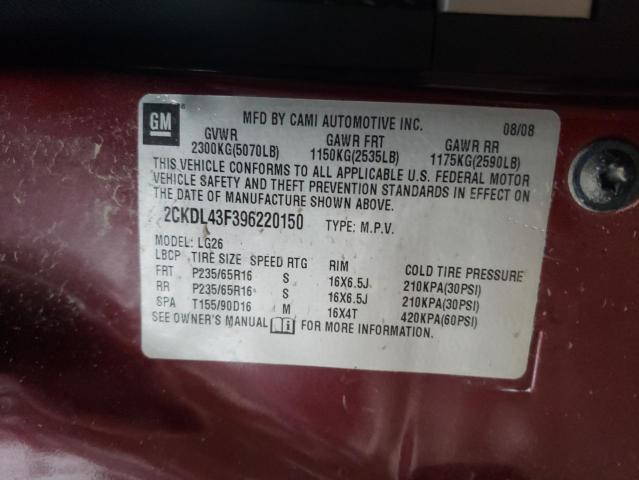 GM
MFD BY CAMI AUTOMOTIVE INC. 08/08
GVWR GAWR FRT GAWR RR
2300KG(5070LB) 1150KG(2535LB) 1175KG(2590LB)
THIS VEHICLE CONFORMS TO ALL APPLICABLE U.S. FEDERAL MOTOR
VEHICLE SAFETY AND THEFT PREVENTION STANDARDS IN EFFECT ON
THE DATE OF MANUFACTURE SHOWN ABOVE.
2CKDL43F396220150 TYPE: M.P.V.
MODEL: LG26
LBCP TIRE SIZE SPEED RTG RIM COLD TIRE PRESSURE
FRT P235/65R16 S 16X6.5J 210KPA(30PSI)
RR P235/65R16 S 16X6.5J 210KPA(30PSI)
SPA T155/90D16 M 16X4T 420KPA(60PSI)
SEE OWNER'S MANUAL FOR MORE INFORMATION.